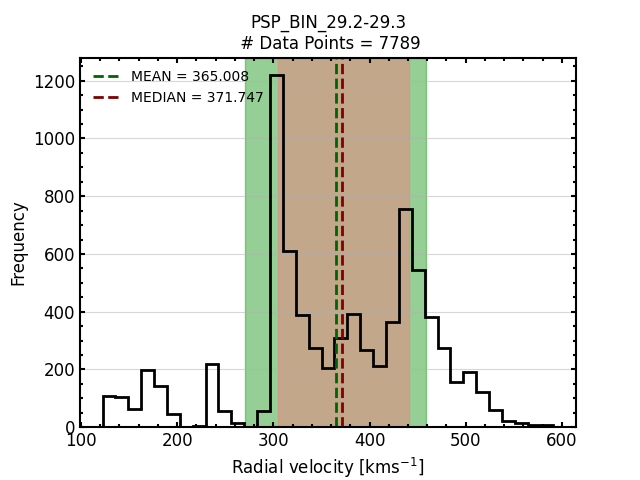 PSP_BIN_29.2-29.3
# Data Points = 7789
MEAN = 365.008
MEDIAN = 371.747
Frequency
1200
1000
800
600
400
200
0
100 200 300 400 500 600
Radial velocity [kms⁻¹]